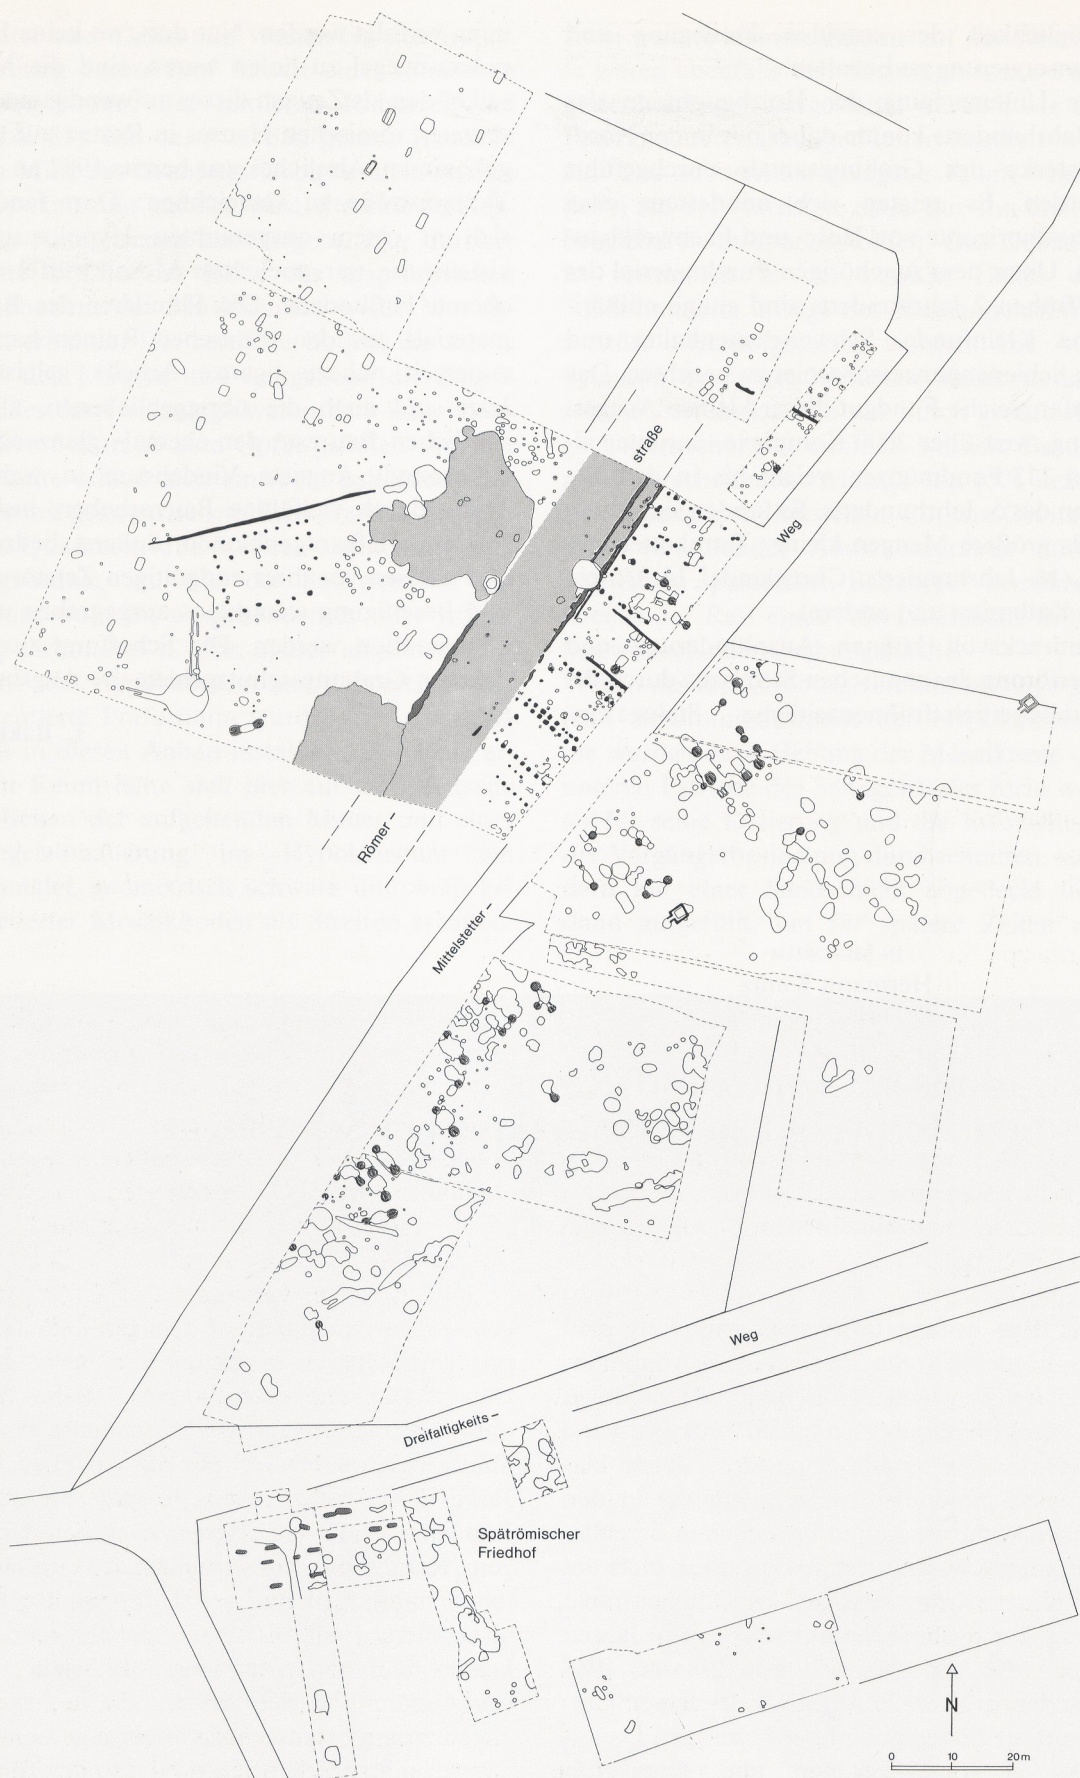 straße
Weg
Römer –
Mittelstetter –
Weg
Dreifaltigkeits –
Spätrömischer
Friedhof
N
0 10 20 m